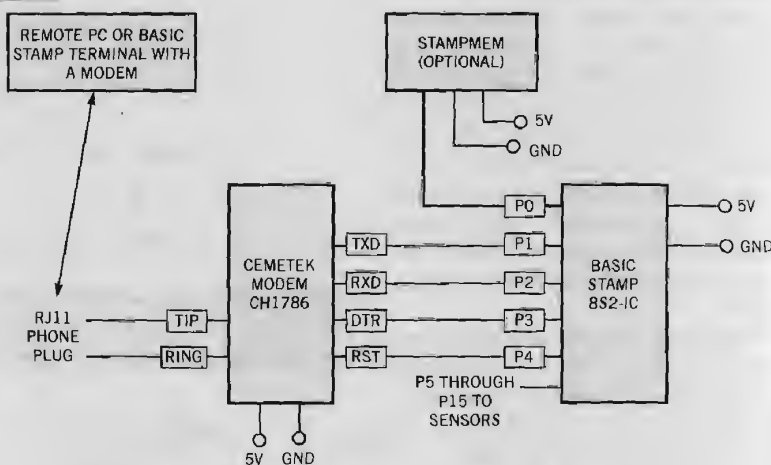 REMOTE PC OR BASIC
STAMP TERMINAL WITH
A MODEM
STAMPMEM
(OPTIONAL)
5V
GND
P0
5V
TXD
P1
CEMETEK
MODEM
CH1786
GND
BASIC
STAMP
8S2-IC
RXD
P2
RJ11
PHONE
PLUG
TIP
DTR
P3
RING
RST
P4
P5 THROUGH
P15 TO
SENSORS
5V
GND